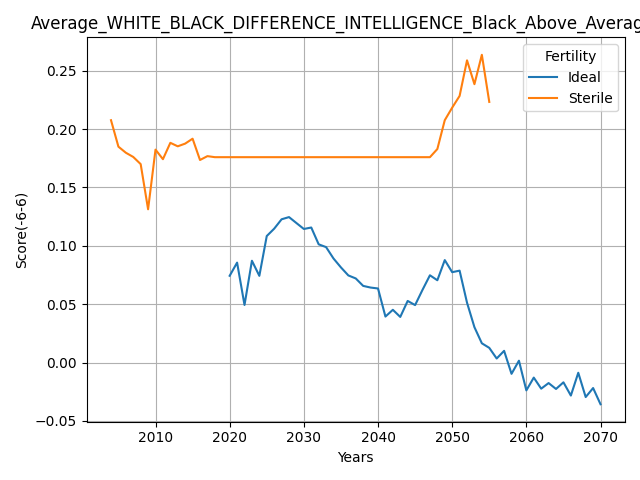 Average_WHITE_BLACK_DIFFERENCE_INTELLIGENCE_Black_Above_Averag
Fertility
Ideal
Sterile
Score(-6-6)
0.25
0.20
0.15
0.10
0.05
0.00
−0.05
2010 2020 2030 2040 2050 2060 2070
Years